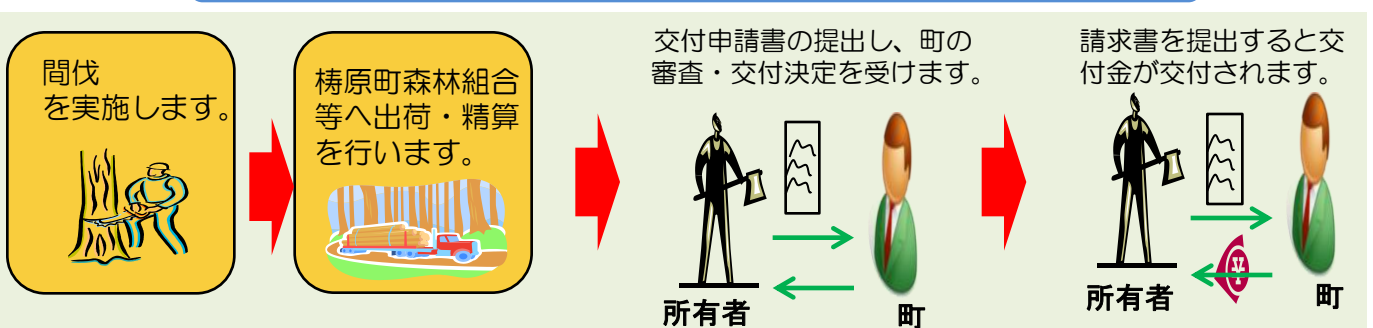 間伐
を実施します。
梼原町森林組合
等へ出荷・精算
を行います。
交付申請書の提出し、町の
審査・交付決定を受けます。
所有者
町
請求書を提出すると交
付金が交付されます。
所有者
町